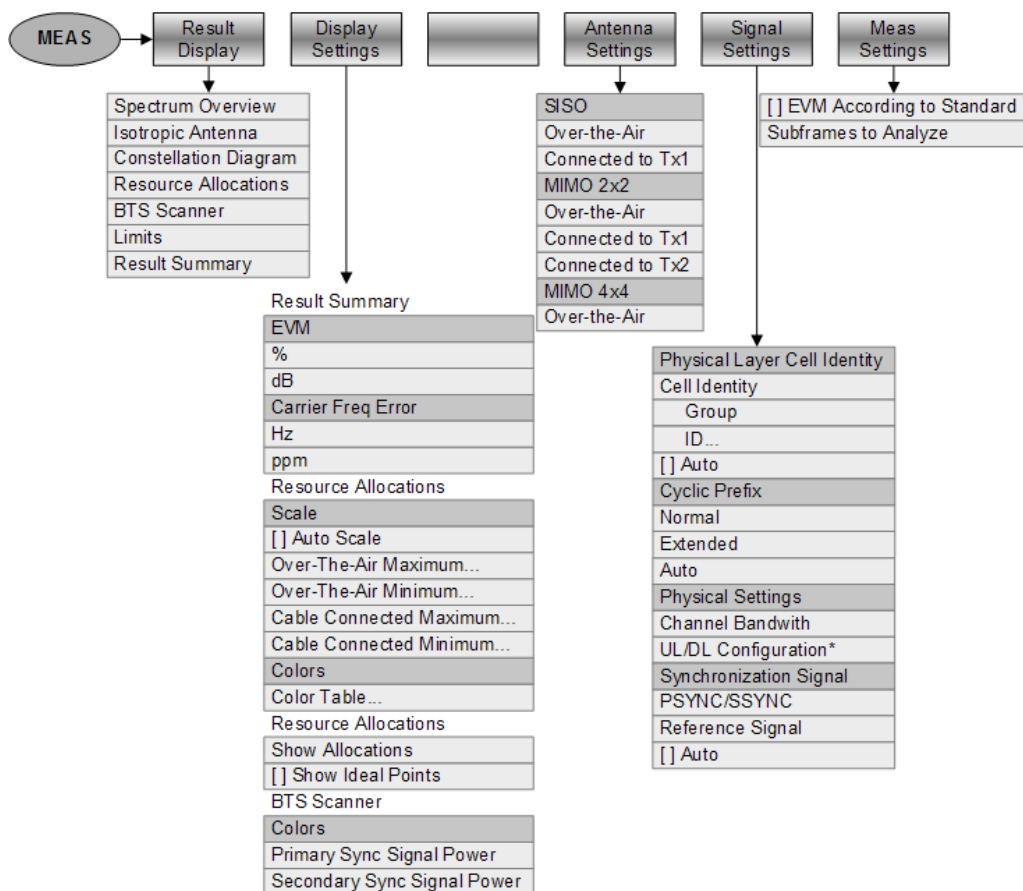 MEAS
Result
Display
Display
Settings
Antenna
Settings
Signal
Settings
Meas
Settings
Spectrum Overview
Isotropic Antenna
Constellation Diagram
Resource Allocations
BTS Scanner
Limits
Result Summary
Result Summary
EVM
%
dB
Carrier Freq Error
Hz
ppm
Resource Allocations
Scale
[ ] Auto Scale
Over-The-Air Maximum...
Over-The-Air Minimum...
Cable Connected Maximum...
Cable Connected Minimum...
Colors
Color Table...
Resource Allocations
Show Allocations
[ ] Show Ideal Points
BTS Scanner
Colors
Primary Sync Signal Power
Secondary Sync Signal Power
SISO
Over-the-Air
Connected to Tx1
MIMO 2x2
Over-the-Air
Connected to Tx1
Connected to Tx2
MIMO 4x4
Over-the-Air
Physical Layer Cell Identity
Cell Identity
Group
ID...
[ ] Auto
Cyclic Prefix
Normal
Extended
Auto
Physical Settings
Channel Bandwith
UL/DL Configuration*
Synchronization Signal
PSYNC/SSYNC
Reference Signal
[ ] Auto
[ ] EVM According to Standard
Subframes to Analyze